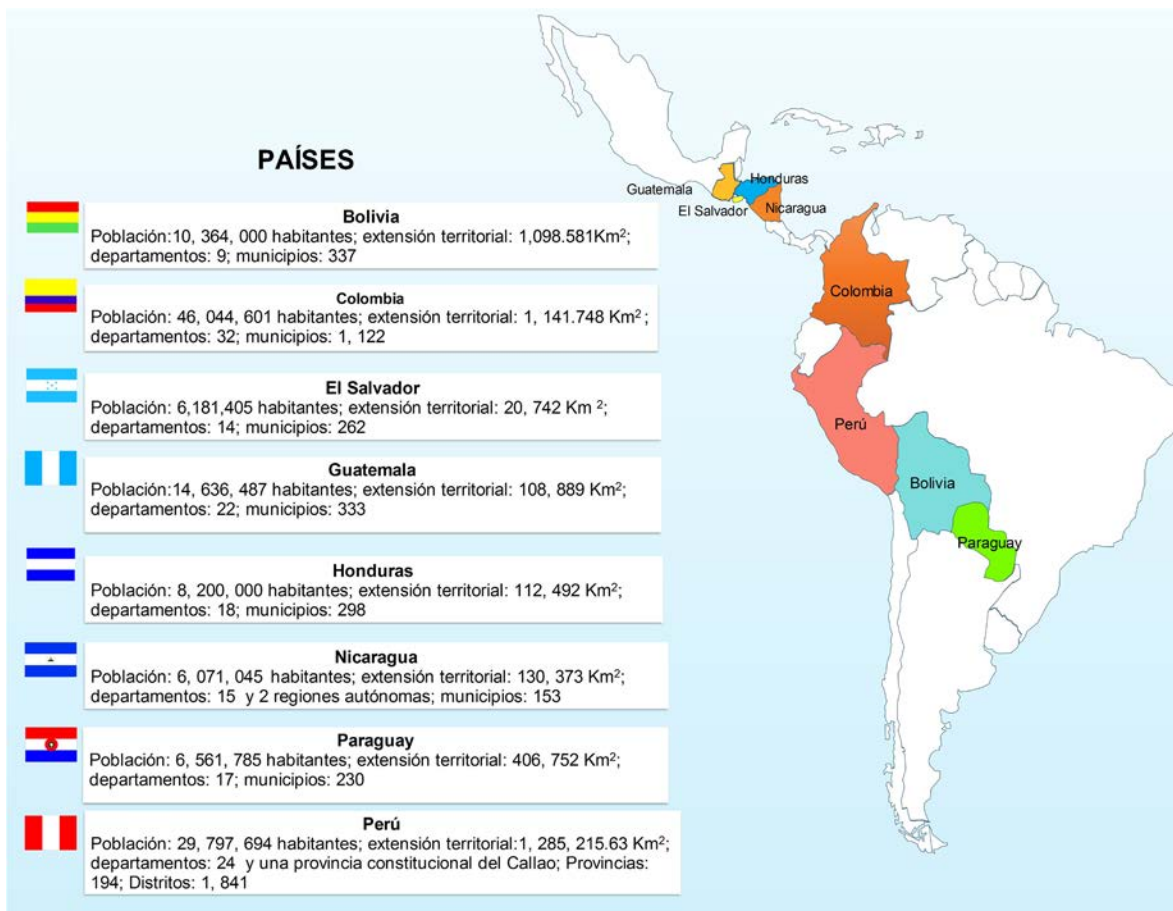 PAÍSES
Bolivia
Población:10, 364, 000 habitantes; extensión territorial: 1,098.581Km²;
departamentos: 9; municipios: 337
Colombia
Población: 46, 044, 601 habitantes; extensión territorial: 1, 141.748 Km² ;
departamentos: 32; municipios: 1, 122
El Salvador
Población: 6,181,405 habitantes; extensión territorial: 20, 742 Km ²;
departamentos: 14; municipios: 262
Guatemala
Población:14, 636, 487 habitantes; extensión territorial: 108, 889 Km²;
departamentos: 22; municipios: 333
Honduras
Población: 8, 200, 000 habitantes; extensión territorial: 112, 492 Km²;
departamentos: 18; municipios: 298
Nicaragua
Población: 6, 071, 045 habitantes; extensión territorial: 130, 373 Km²;
departamentos: 15 y 2 regiones autónomas; municipios: 153
Paraguay
Población: 6, 561, 785 habitantes; extensión territorial: 406, 752 Km²;
departamentos: 17; municipios: 230
Perú
Población: 29, 797, 694 habitantes; extensión territorial:1, 285, 215.63 Km²;
departamentos: 24 y una provincia constitucional del Callao; Provincias:
194; Distritos: 1, 841
Guatemala
Honduras
El Salvador
Nicaragua
Colombia
Perú
Bolivia
Paraguay